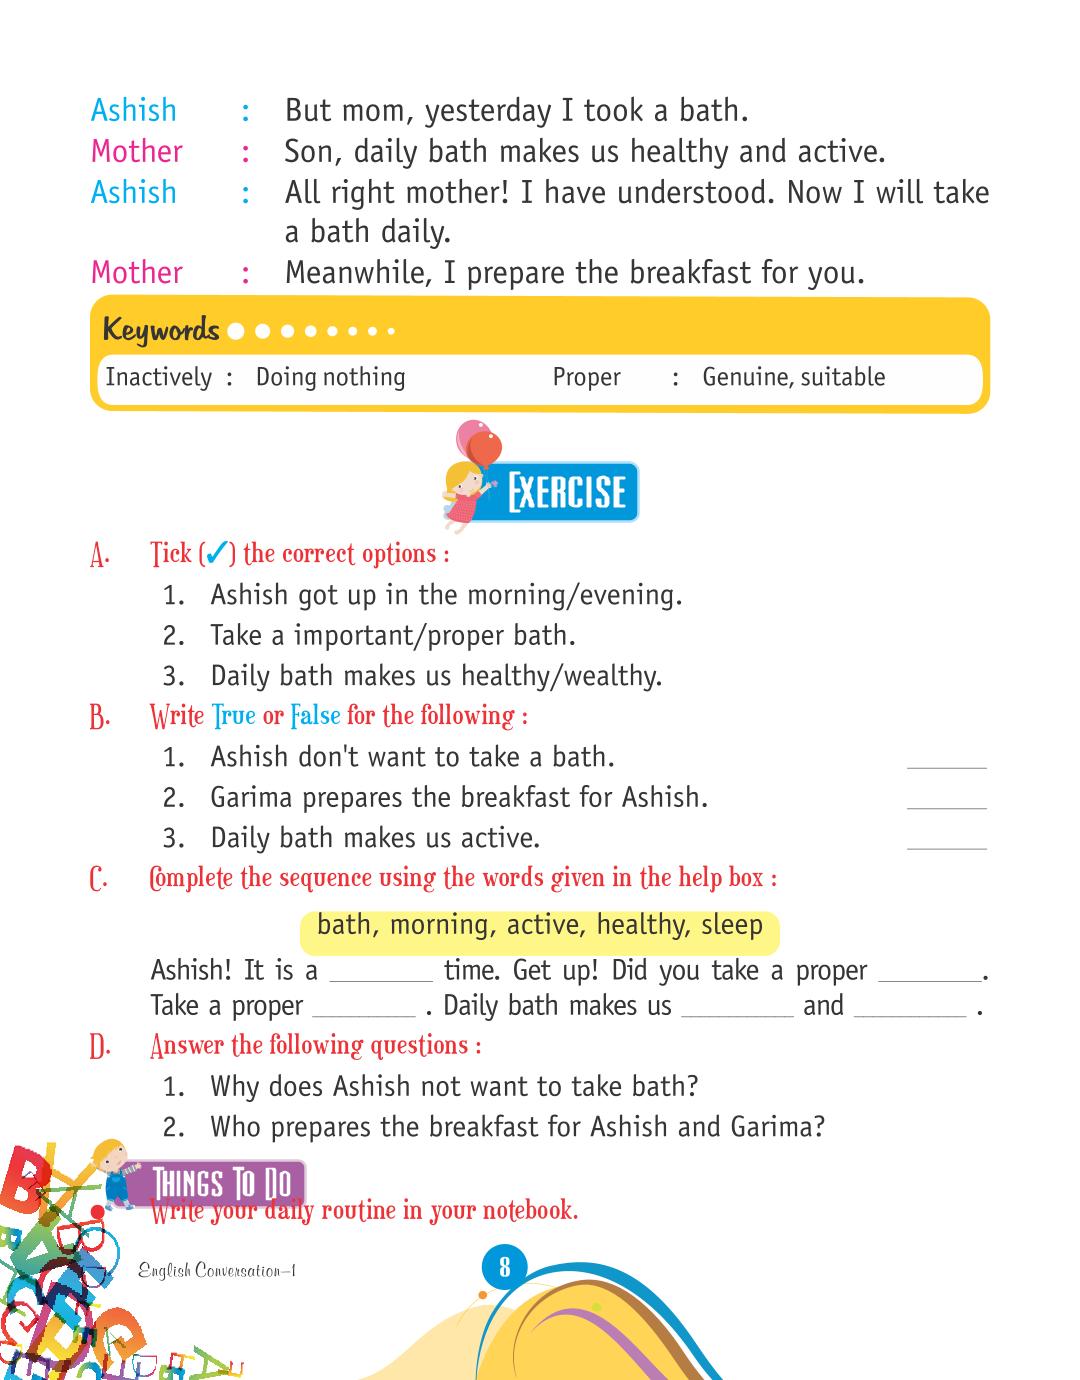 Ashish : But mom, yesterday I took a bath.
Mother : Son, daily bath makes us healthy and active.
Ashish : All right mother! I have understood. Now I will take
a bath daily.
Mother : Meanwhile, I prepare the breakfast for you.
Keywords
Inactively : Doing nothing Proper : Genuine, suitable
EXERCISE
A. Tick (✓) the correct options :
1. Ashish got up in the morning/evening.
2. Take a important/proper bath.
3. Daily bath makes us healthy/wealthy.
B. Write True or False for the following :
1. Ashish don't want to take a bath. ______
2. Garima prepares the breakfast for Ashish. ______
3. Daily bath makes us active. ______
C. Complete the sequence using the words given in the help box :
bath, morning, active, healthy, sleep
Ashish! It is a ________ time. Get up! Did you take a proper ________.
Take a proper ________ . Daily bath makes us ________ and ________ .
D. Answer the following questions :
1. Why does Ashish not want to take bath?
2. Who prepares the breakfast for Ashish and Garima?
THINGS TO DO
Write your daily routine in your notebook.
English Conversation–1
8